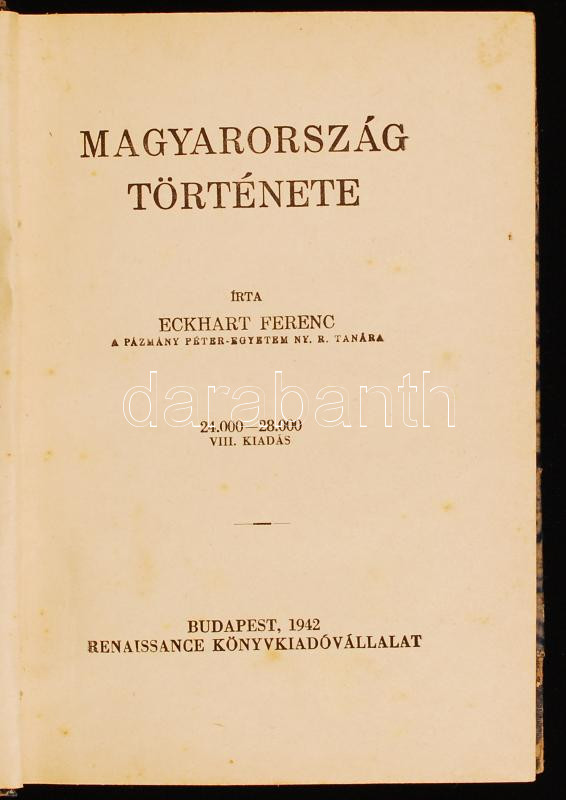 MAGYARORSZÁG
TÖRTÉNETE
ÍRTA
ECKHART FERENC
A PÁZMÁNY PÉTER-EGYETEM NY. R. TANÁRA
darabanth
24.000—28.000
VIII. KIADÁS
BUDAPEST, 1942
RENAISSANCE KÖNYVKIADÓVÁLLALAT